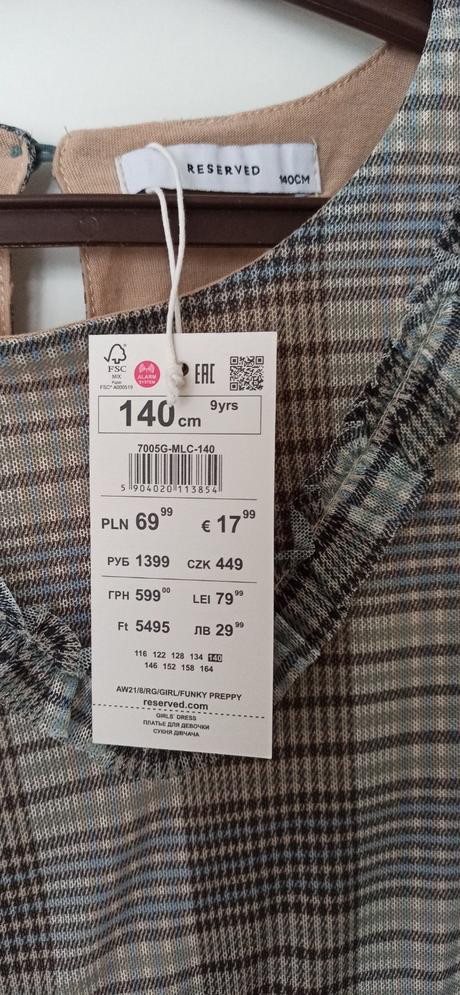 RESERVED
140CM
FSC
MIX
Paper
FSC® A000519
ALARM
SYSTEM
EAC
140cm 9yrs
7005G-MLC-140
5 904020 113854
PLN 69 99 € 17 99
РУБ 1399 CZK 449
ГРН 599 00 LEI 79 99
Ft 5495 ЛВ 29 99
116 122 128 134 140
146 152 158 164
AW21/8/RG/GIRL/FUNKY PREPPY
reserved.com
GIRLS' DRESS
ПЛАТЬЕ ДЛЯ ДЕВОЧКИ
СУКНЯ ДИВЧАЧА